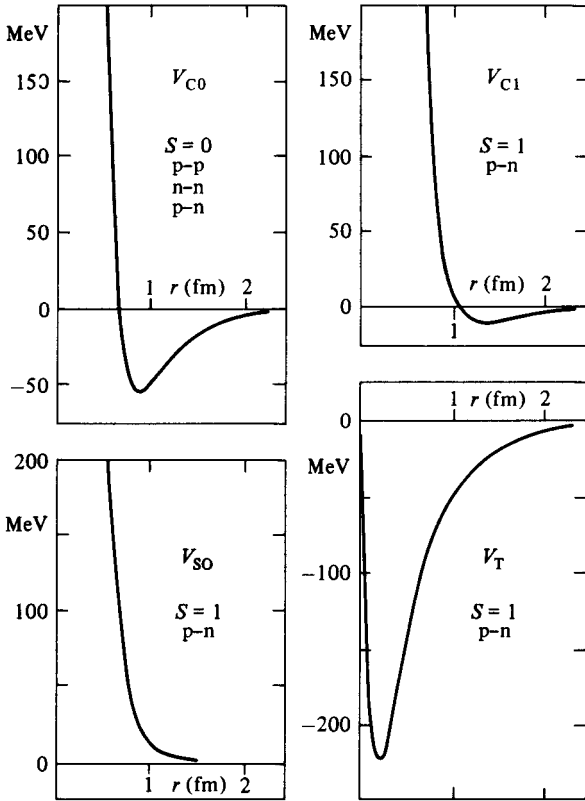 MeV
150
100
50
0
−50
V_C0
S = 0
p–p
n–n
p–n
1 r (fm) 2
MeV
150
100
50
0
V_C1
S = 1
p–n
r (fm) 2
1
200
MeV
100
0
V_SO
S = 1
p–n
1 r (fm) 2
1 r (fm) 2
0
MeV
−100
−200
V_T
S = 1
p–n